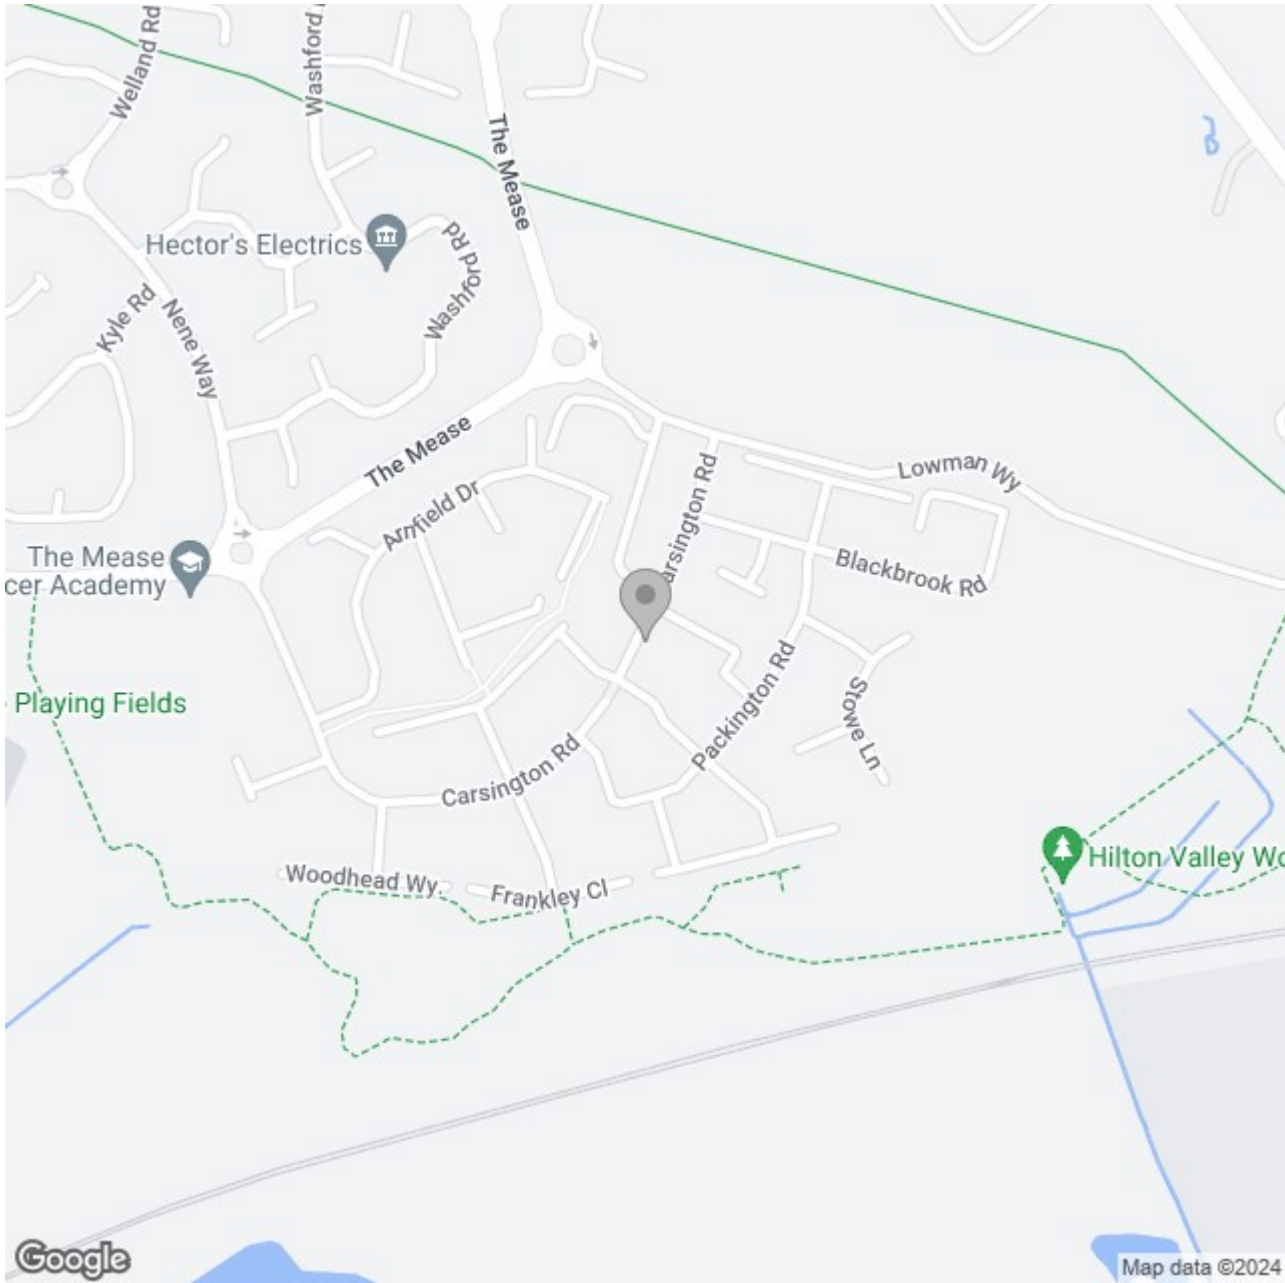 Welland Rd
Washford
The Mease
Hector's Electrics
Washford Rd
Kyle Rd
Nene Way
The Mease
Lowman Wy
Arnfield Dr
arsington Rd
The Mease
cer Academy
Blackbrook Rd
Playing Fields
Packington Rd
Stowe Ln
Carsington Rd
Hilton Valley Wo
Woodhead Wy.
Frankley Cl
Google
Map data ©2024